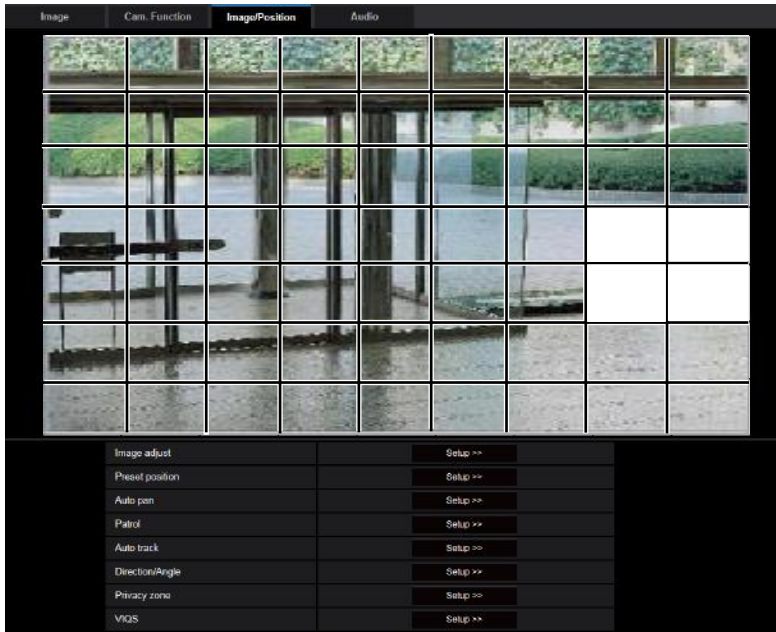 Image Cam. Function Image/Position Audio
Image adjust Setup >>
Preset position Setup >>
Auto pan Setup >>
Patrol Setup >>
Auto track Setup >>
Direction/Angle Setup >>
Privacy zone Setup >>
VIQS Setup >>